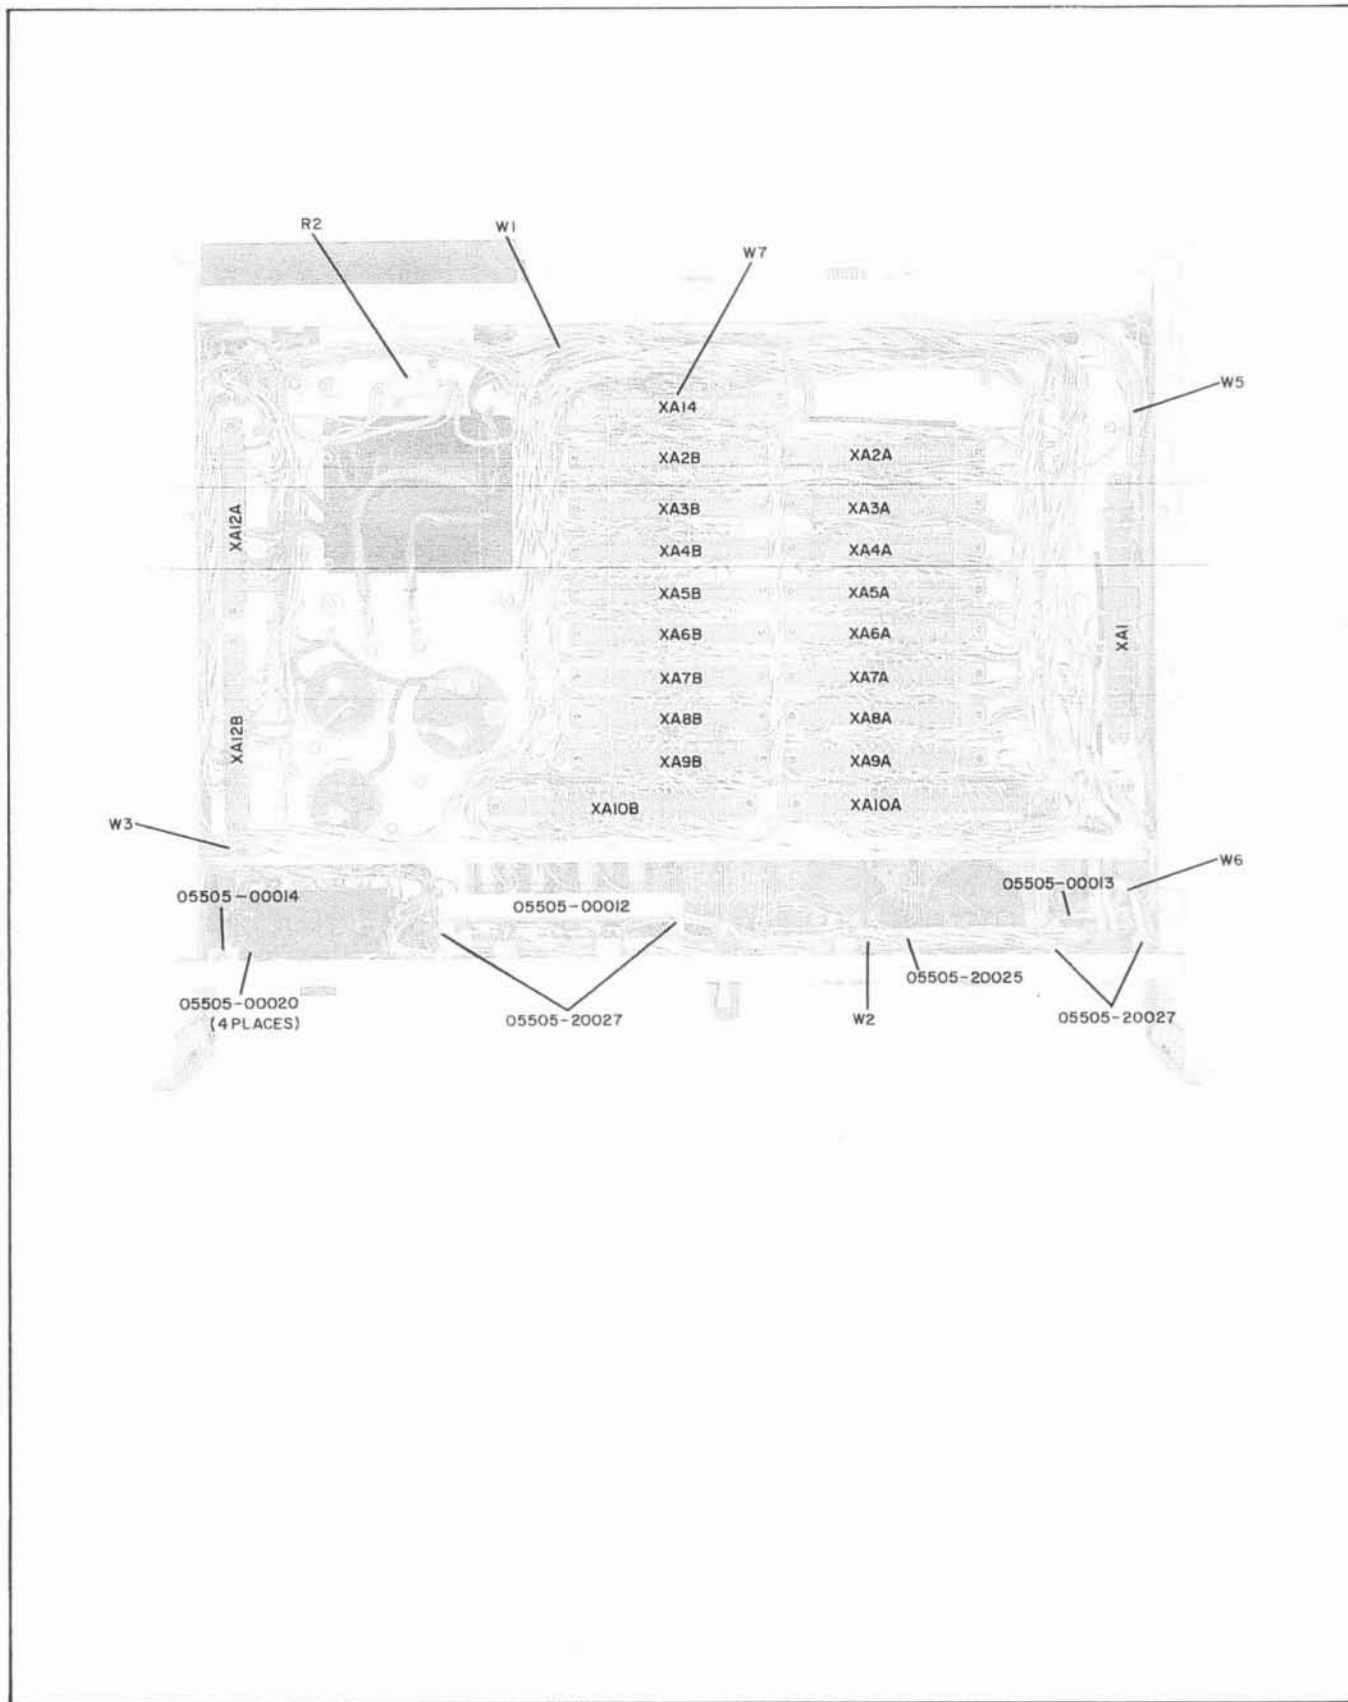 R2
W1
W7
W5
XA14
XA2B
XA2A
XA12A
XA3B
XA3A
XA4B
XA4A
XA5B
XA5A
XA6B
XA6A
XA1
XA7B
XA7A
XA12B
XA8B
XA8A
XA9B
XA9A
XA10B
XA10A
W3
W6
05505-00014
05505-00012
05505-00013
05505-20025
05505-00020
(4 PLACES)
05505-20027
W2
05505-20027